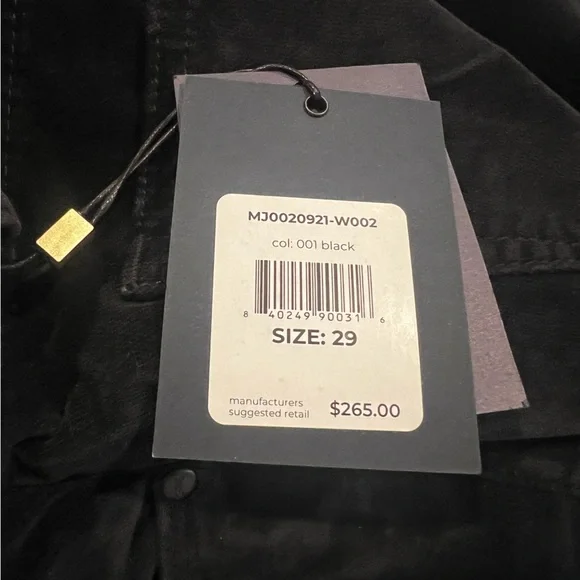 MJ0020921-W002
col: 001 black
8 40249 90031 6
SIZE: 29
manufacturers
suggested retail $265.00